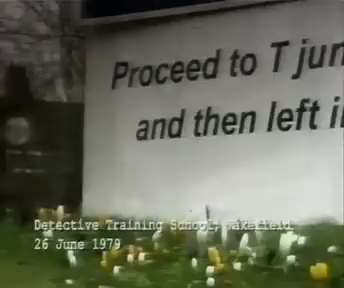 Proceed to T jun
and then left i
Detective Training School, Wakefield
26 June 1979